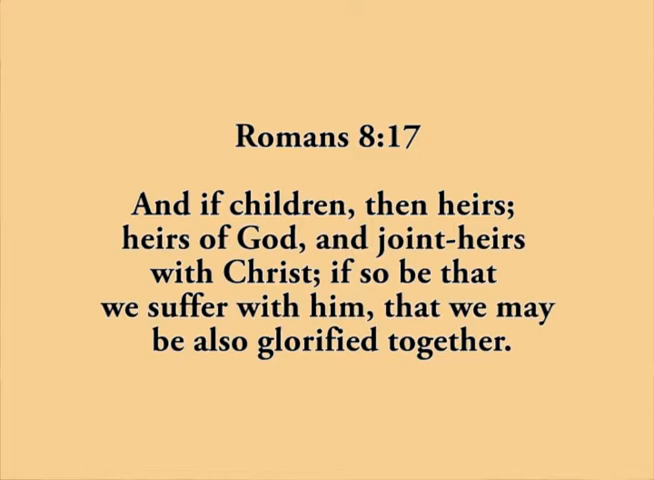 Romans 8:17
And if children, then heirs;
heirs of God, and joint-heirs
with Christ; if so be that
we suffer with him, that we may
be also glorified together.